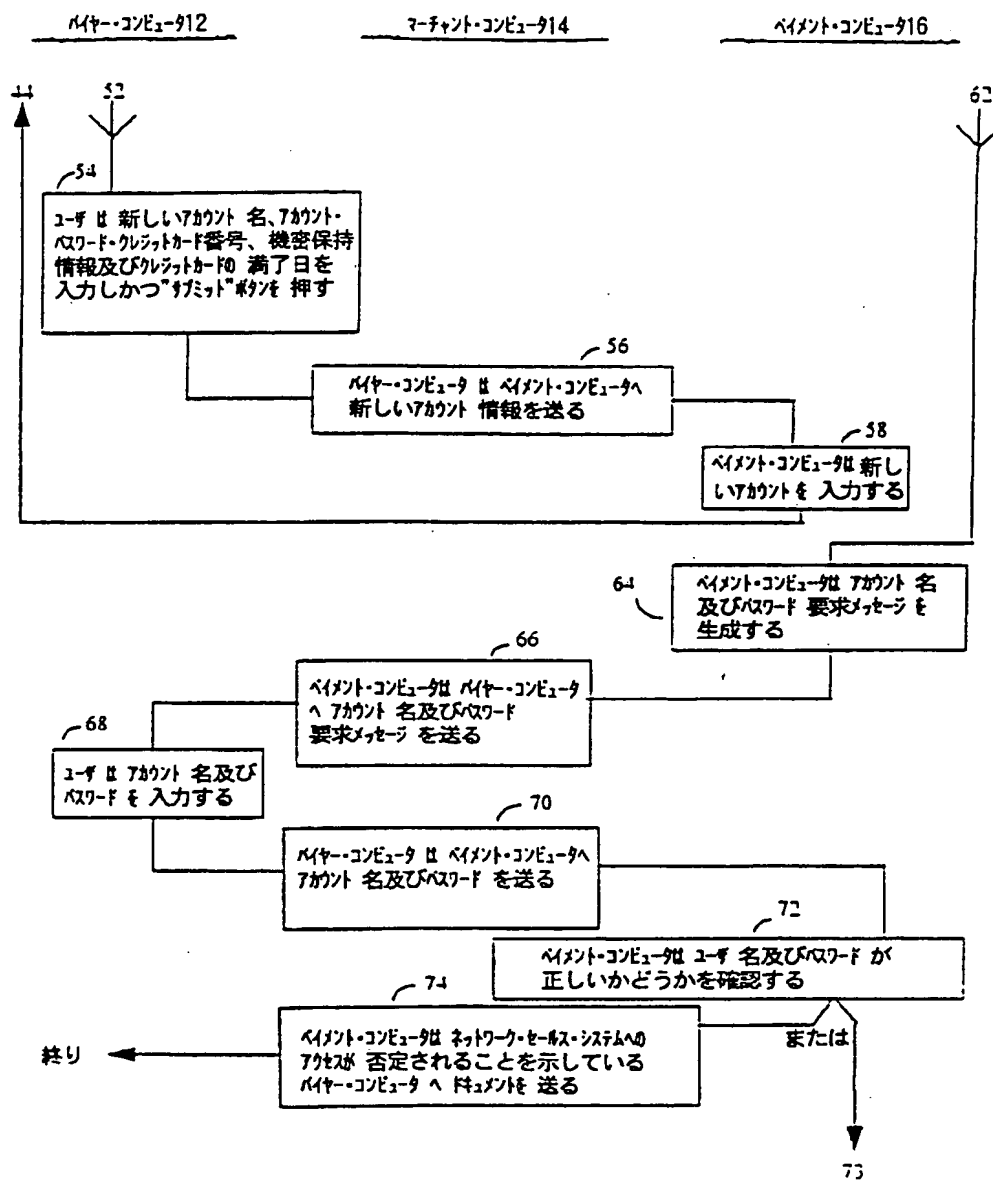 バイヤー・コンピュータ12
マーチャント・コンピュータ14
ペイメント・コンピュータ16
44
52
62
54
ユーザ は 新しいアカウント 名、アカウント・
パスワード・クレジットカード番号、機密保持
情報及びクレジットカードの 満了日を
入力しかつ"サブミット"ボタンを 押す
56
バイヤー・コンピュータ は ペイメント・コンピュータへ
新しいアカウント 情報を送る
58
ペイメント・コンピュータは 新し
いアカウントを 入力する
64
ペイメント・コンピュータは アカウント 名
及びパスワード 要求メッセージ を
生成する
66
ペイメント・コンピュータは バイヤー・コンピュータ
へ アカウント 名及びパスワード
要求メッセージ を送る
68
ユーザ は アカウント 名及び
パスワード を 入力する
70
バイヤー・コンピュータ は ペイメント・コンピュータへ
アカウント 名及びパスワード を送る
72
ペイメント・コンピュータは ユーザ 名及びパスワード が
正しいかどうかを確認する
74
ペイメント・コンピュータは ネットワーク・セールス・システムへの
アクセスが 否定されることを示している
バイヤー・コンピュータ へ ドキュメントを 送る
または
終り
73